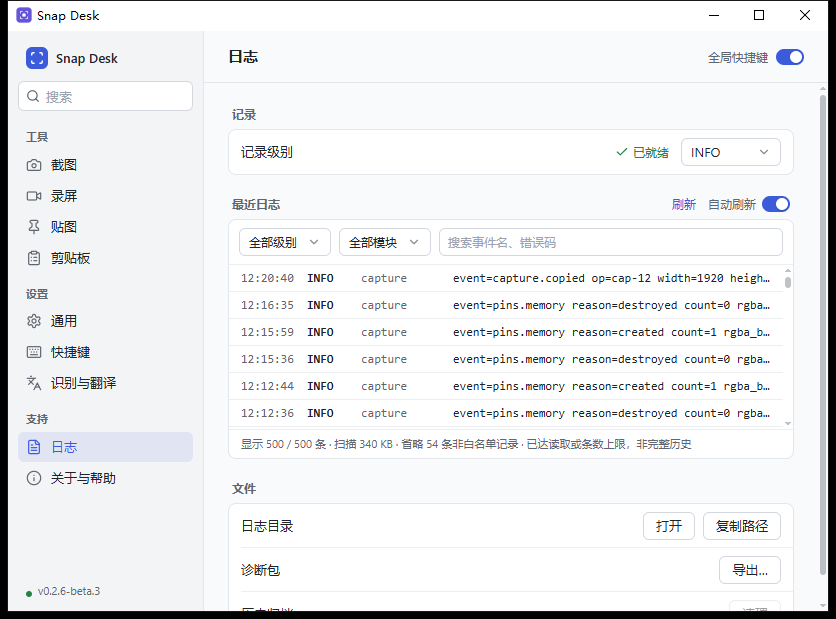 Snap Desk
Snap Desk
搜索
工具
截图
录屏
贴图
剪贴板
设置
通用
快捷键
识别与翻译
支持
日志
关于与帮助
v0.2.6-beta.3
日志
全局快捷键
记录
记录级别
已就绪
INFO
最近日志
刷新
自动刷新
全部级别
全部模块
搜索事件名、错误码
12:20:40 INFO capture event=capture.copied op=cap-12 width=1920 heigh…
12:16:35 INFO capture event=pins.memory reason=destroyed count=0 rgba…
12:15:59 INFO capture event=pins.memory reason=created count=1 rgba_b…
12:15:36 INFO capture event=pins.memory reason=destroyed count=0 rgba…
12:12:44 INFO capture event=pins.memory reason=created count=1 rgba_b…
12:12:36 INFO capture event=pins.memory reason=destroyed count=0 rgba…
显示 500 / 500 条 · 扫描 340 KB · 省略 54 条非白名单记录 · 已达读取或条数上限，非完整历史
文件
日志目录
打开
复制路径
诊断包
导出…